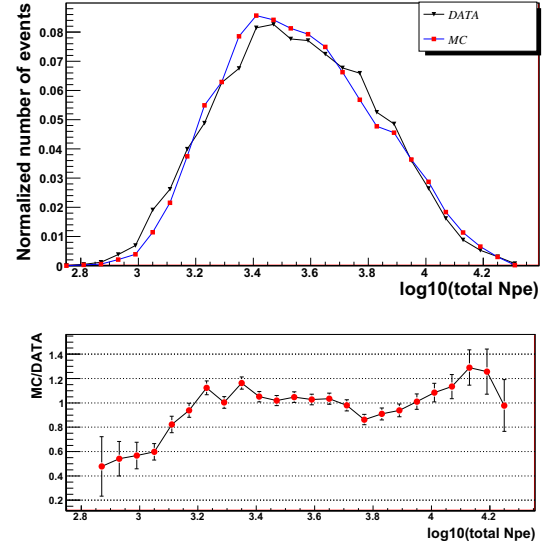 Normalized number of events
0.08
0.07
0.06
0.05
0.04
0.03
0.02
0.01
0
DATA
MC
2.8 3 3.2 3.4 3.6 3.8 4 4.2
log10(total Npe)
MC/DATA
1.4
1.2
1
0.8
0.6
0.4
0.2
2.8 3 3.2 3.4 3.6 3.8 4 4.2
log10(total Npe)